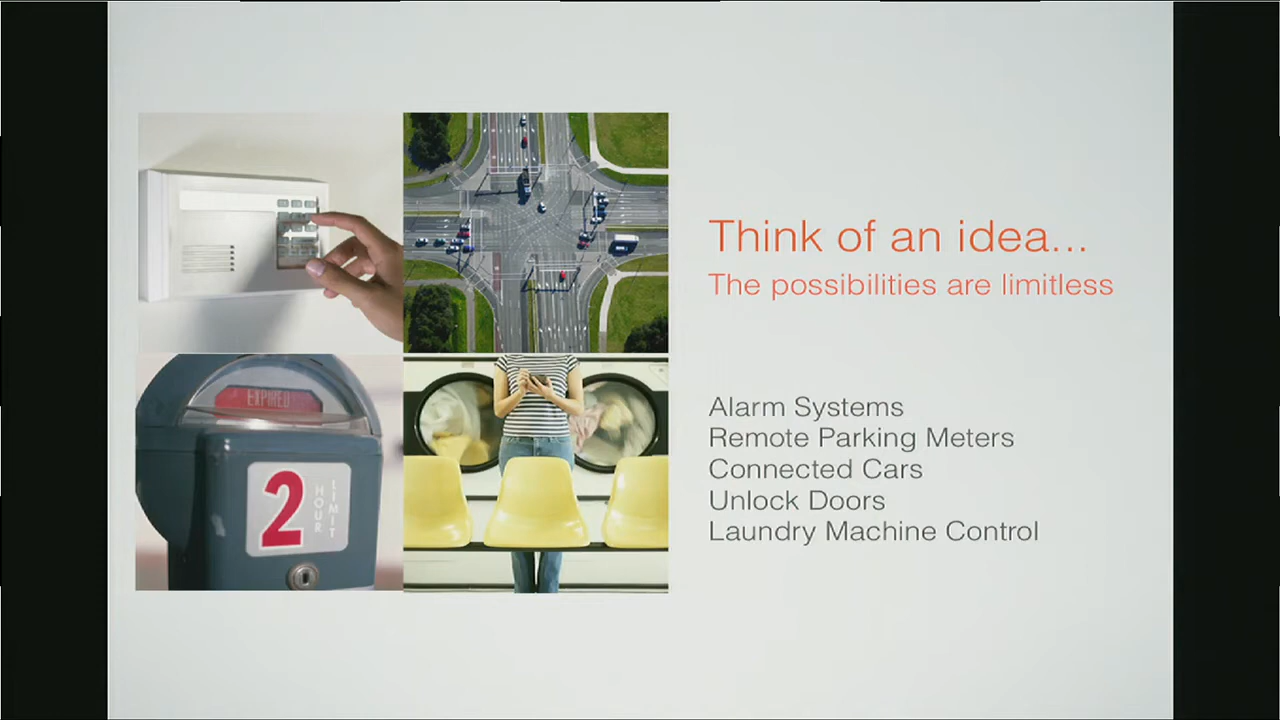 Think of an idea...
The possibilities are limitless
Alarm Systems
Remote Parking Meters
Connected Cars
Unlock Doors
Laundry Machine Control
EXPIRED
2
HOUR
LIMIT